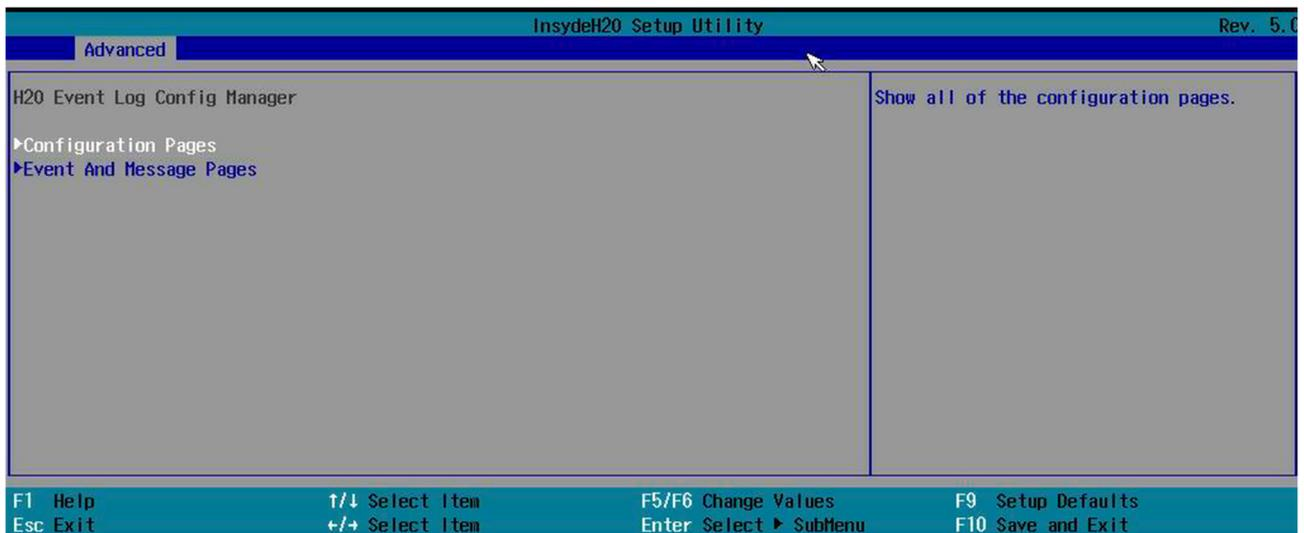 InsydeH20 Setup Utility Rev. 5.0
Advanced
H20 Event Log Config Manager
Show all of the configuration pages.
▶Configuration Pages
▶Event And Message Pages
F1 Help ↑/↓ Select Item F5/F6 Change Values F9 Setup Defaults
Esc Exit ←/→ Select Item Enter Select ▶ SubMenu F10 Save and Exit